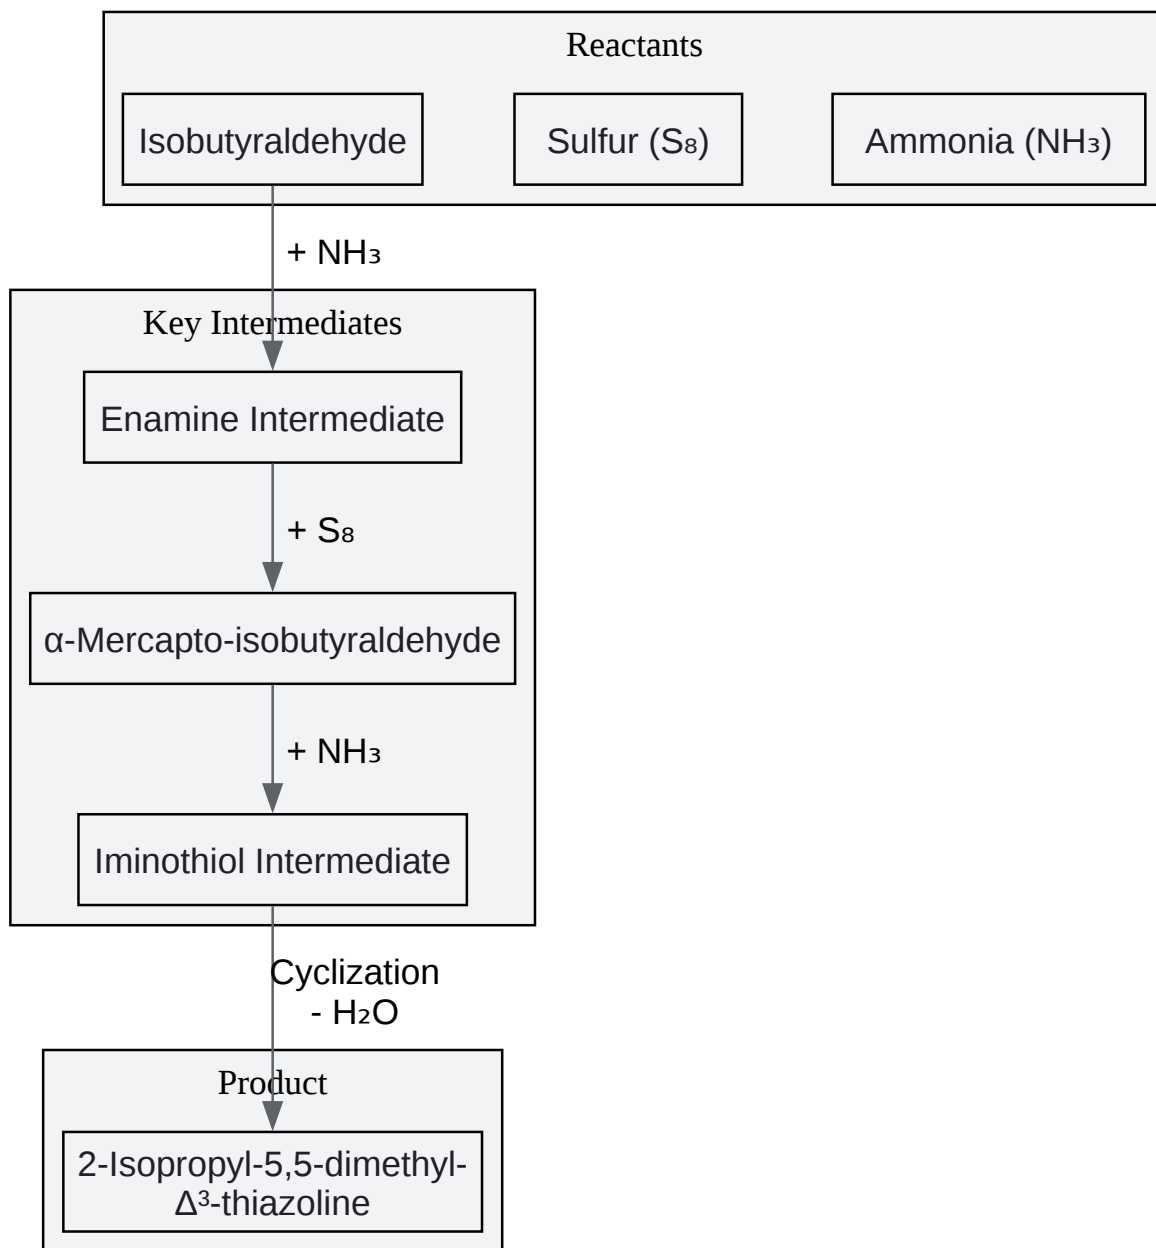 Reactants
Isobutyraldehyde
Sulfur (S₈)
Ammonia (NH₃)
+ NH₃
Key Intermediates
Enamine Intermediate
+ S₈
α-Mercapto-isobutyraldehyde
+ NH₃
Iminothiol Intermediate
Cyclization
- H₂O
Product
2-Isopropyl-5,5-dimethyl-
Δ³-thiazoline